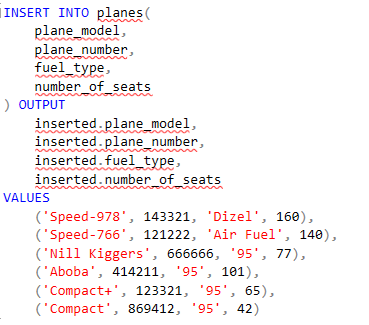 INSERT INTO planes(
plane_model,
plane_number,
fuel_type,
number_of_seats
) OUTPUT
inserted.plane_model,
inserted.plane_number,
inserted.fuel_type,
inserted.number_of_seats
VALUES
('Speed-978', 143321, 'Dizel', 160),
('Speed-766', 121222, 'Air Fuel', 140),
('Nill Kiggers', 666666, '95', 77),
('Aboba', 414211, '95', 101),
('Compact+', 123321, '95', 65),
('Compact', 869412, '95', 42)